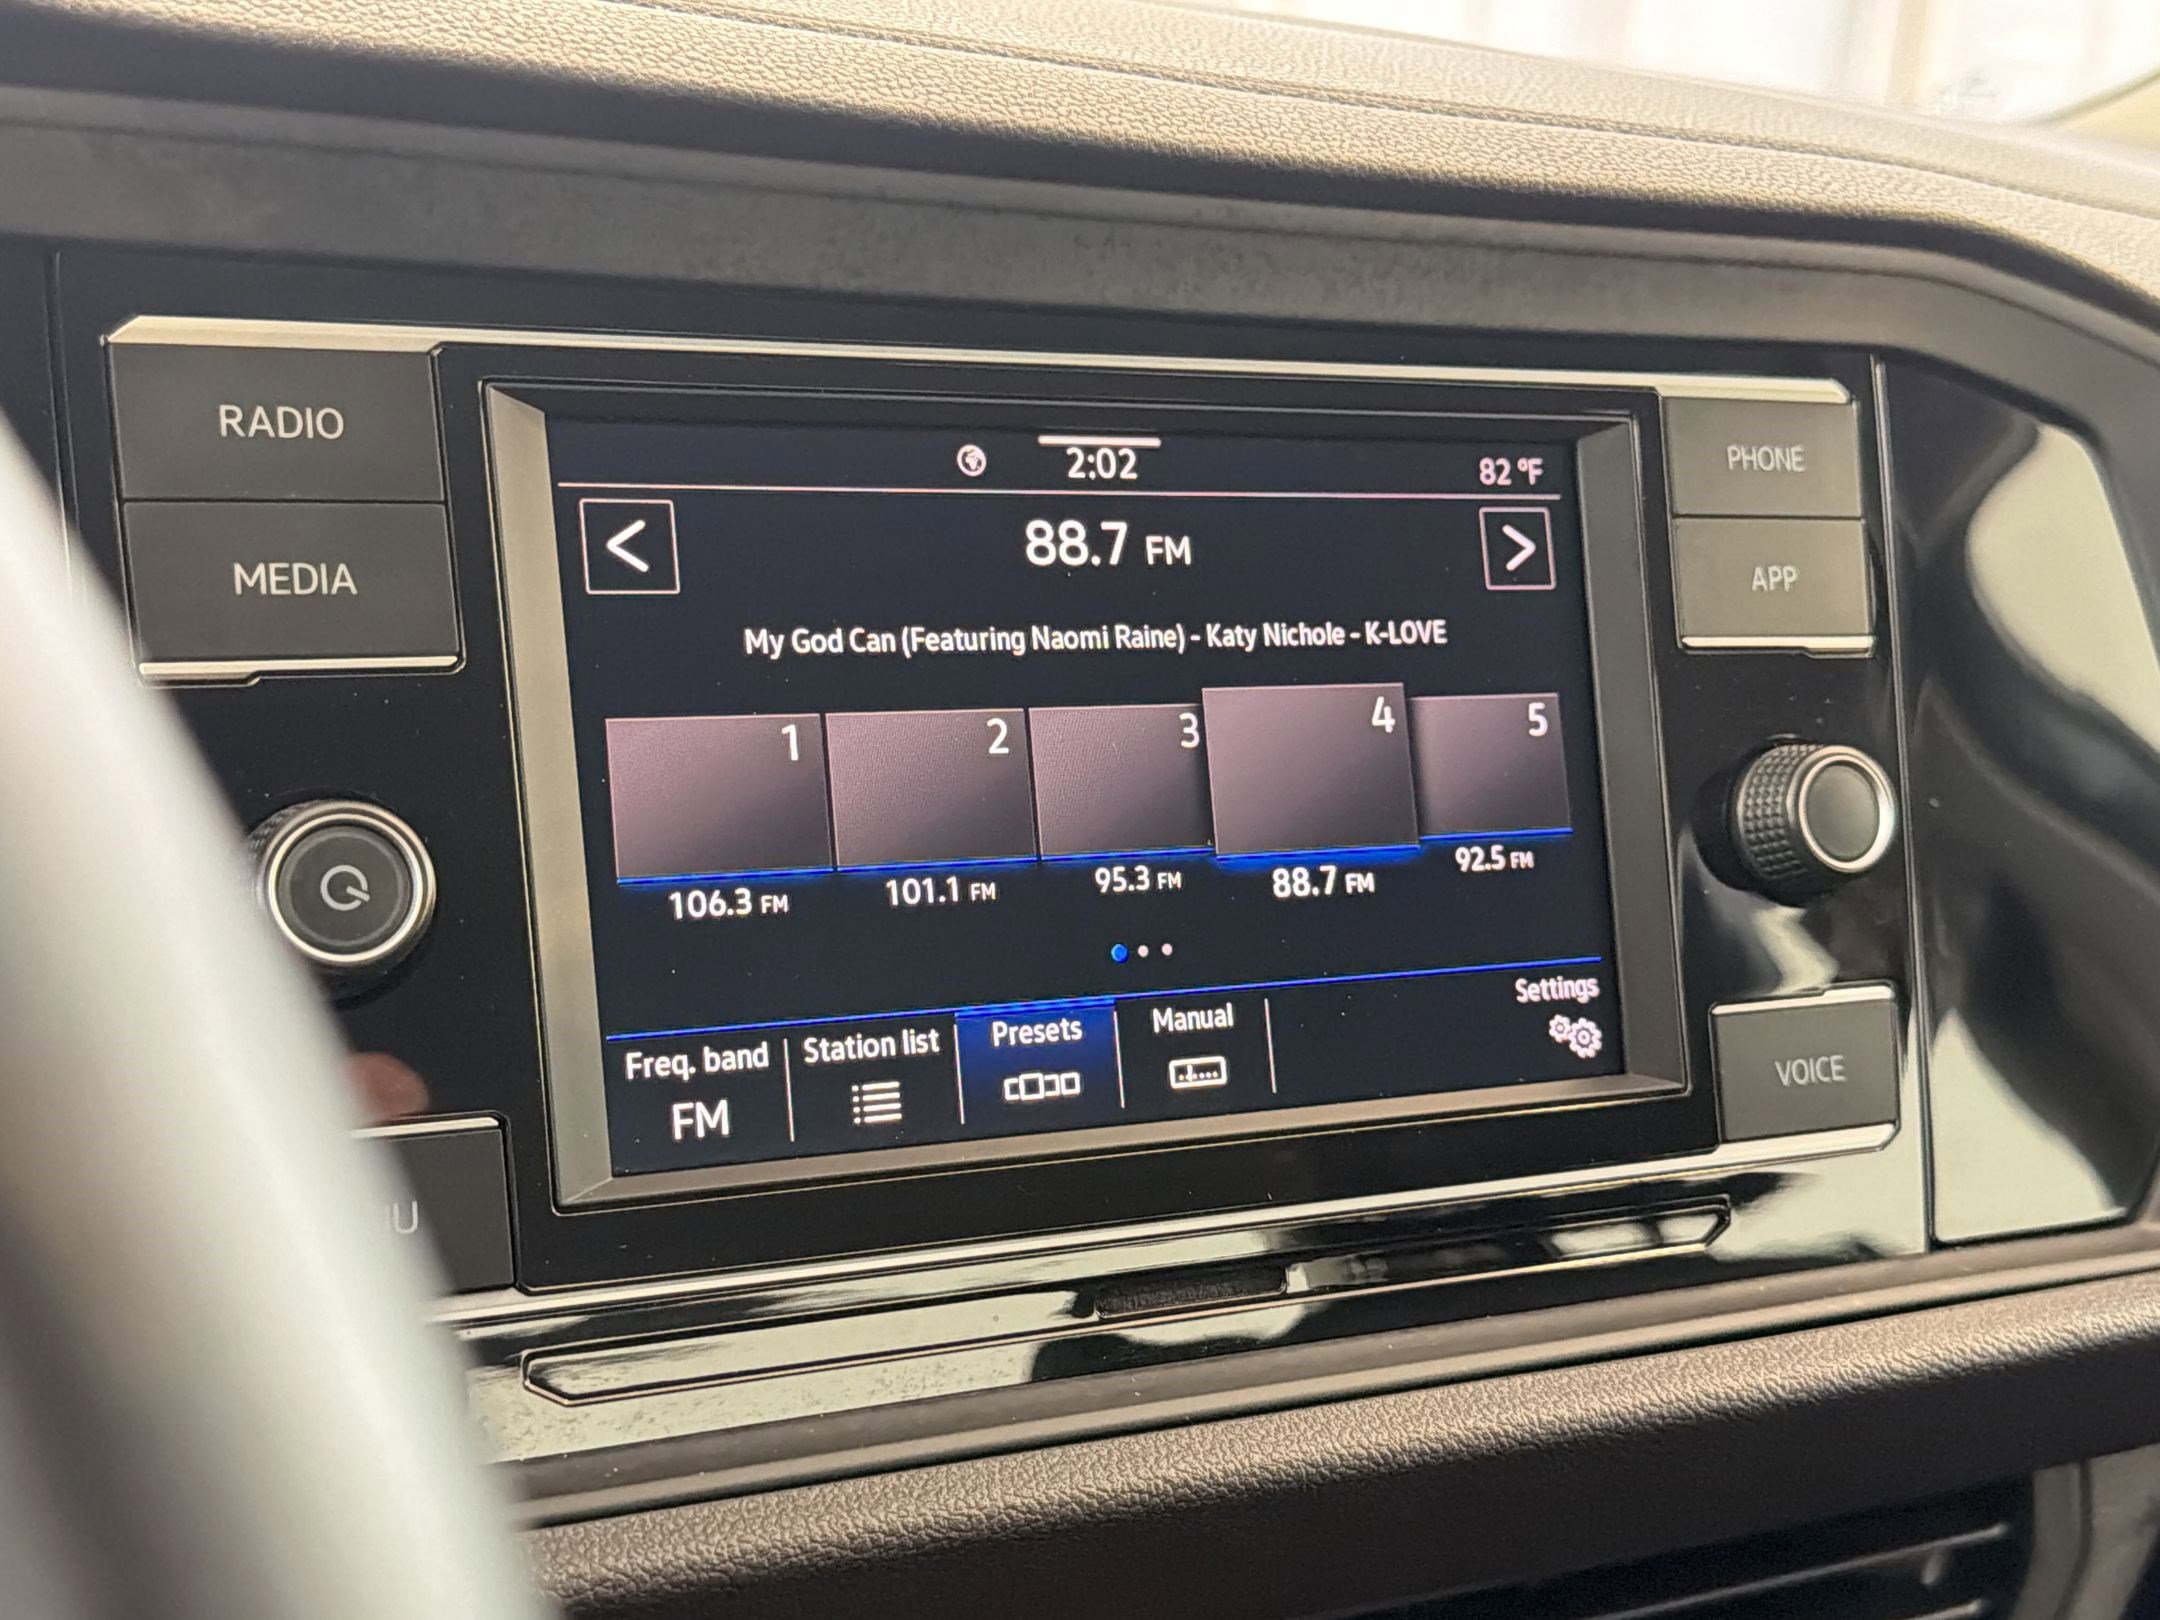 RADIO
MEDIA
PHONE
APP
VOICE
2:02
82 °F
<
88.7 FM
>
My God Can (Featuring Naomi Raine) - Katy Nichole - K-LOVE
1 2 3 4 5
106.3 FM 101.1 FM 95.3 FM 88.7 FM 92.5 FM
Freq. band Station list Presets Manual Settings
FM